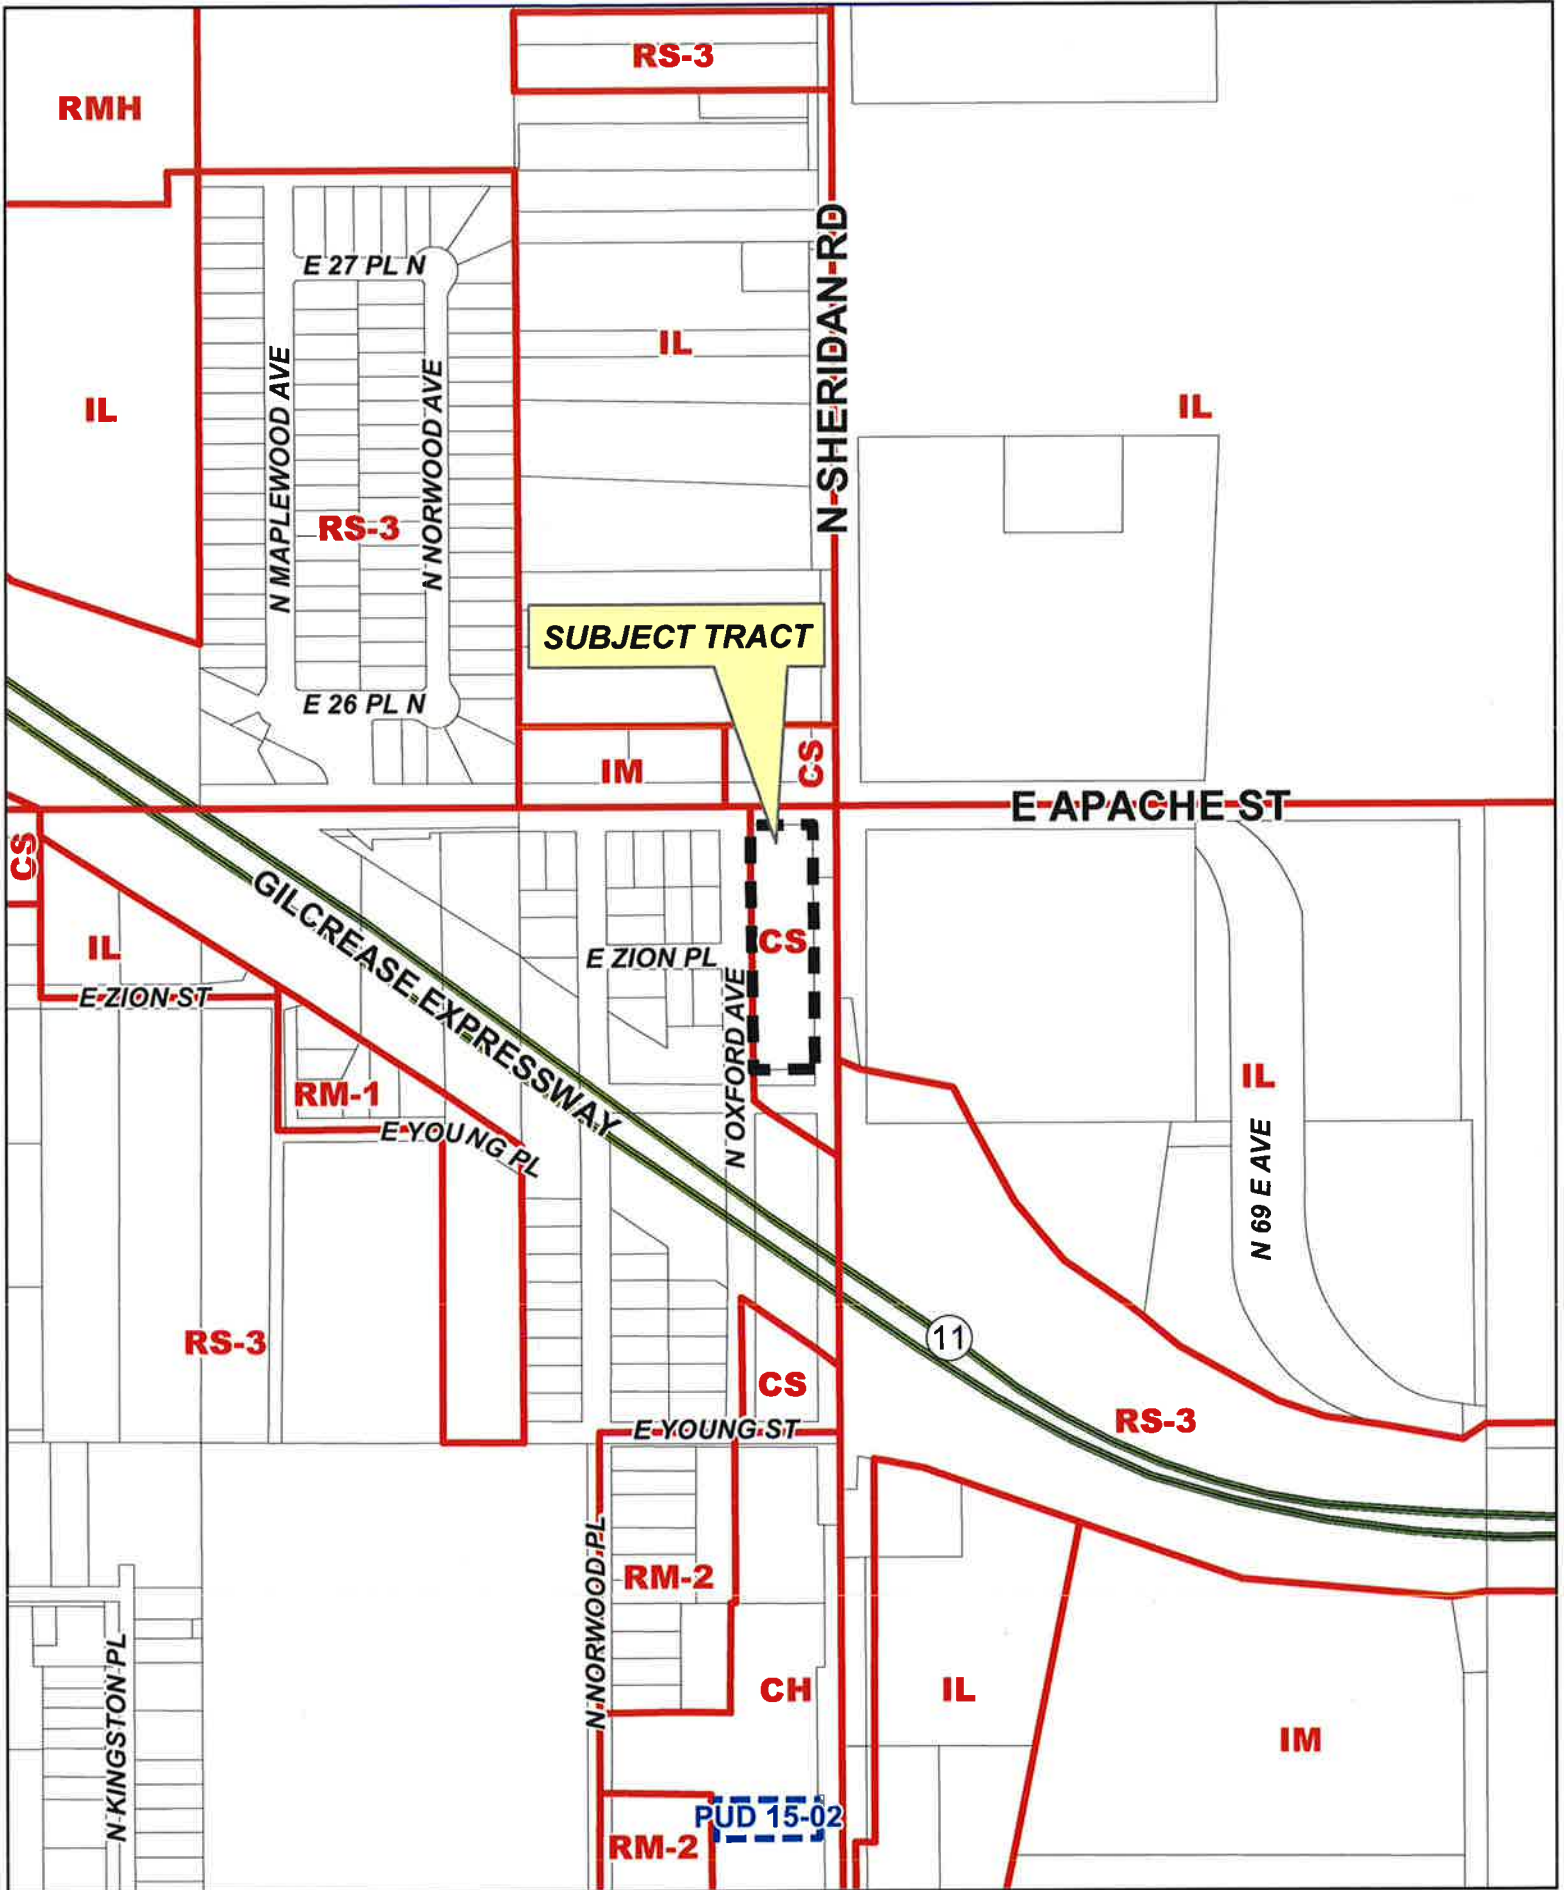 RS-3
RMH
E 27 PL N
N SHERIDAN RD
IL
IL
IL
N MAPLEWOOD AVE
N NORWOOD AVE
RS-3
SUBJECT TRACT
E 26 PL N
IM
CS
E APACHE ST
CS
GILCREASE EXPRESSWAY
CS
IL
E ZION PL
E ZION ST
N OXFORD AVE
RM-1
IL
E YOUNG PL
N 69 E AVE
11
RS-3
CS
RS-3
E YOUNG ST
N NORWOOD PL
RM-2
N KINGSTON PL
CH
IL
IM
PUD 15-02
RM-2